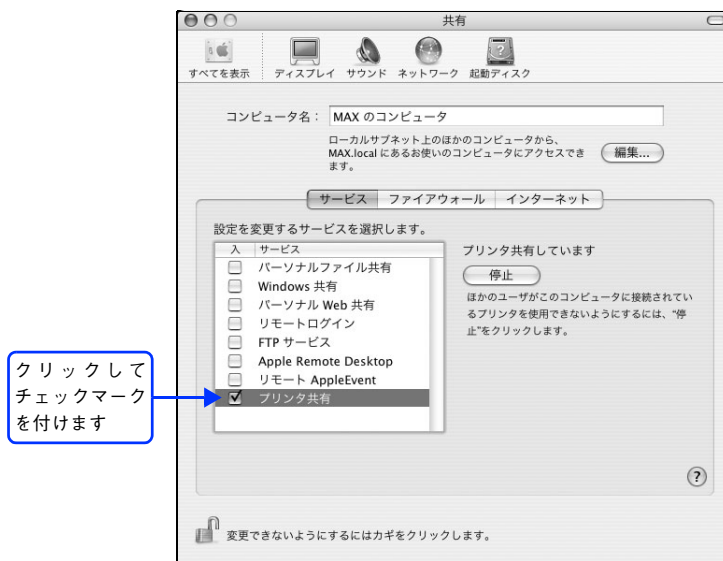 共有
すべてを表示
ディスプレイ
サウンド
ネットワーク
起動ディスク
コンピュータ名：
MAX のコンピュータ
ローカルサブネット上のほかのコンピュータから、
MAX.local にあるお使いのコンピュータにアクセスでき
ます。
編集...
サービス
ファイアウォール
インターネット
設定を変更するサービスを選択します。
入
サービス
パーソナルファイル共有
Windows 共有
パーソナル Web 共有
リモートログイン
FTP サービス
Apple Remote Desktop
リモート AppleEvent
プリンタ共有
プリンタ共有しています
停止
ほかのユーザがこのコンピュータに接続されてい
るプリンタを使用できないようにするには、"停
止"をクリックします。
クリックして
チェックマーク
を付けます
?
変更できないようにするにはカギをクリックします。